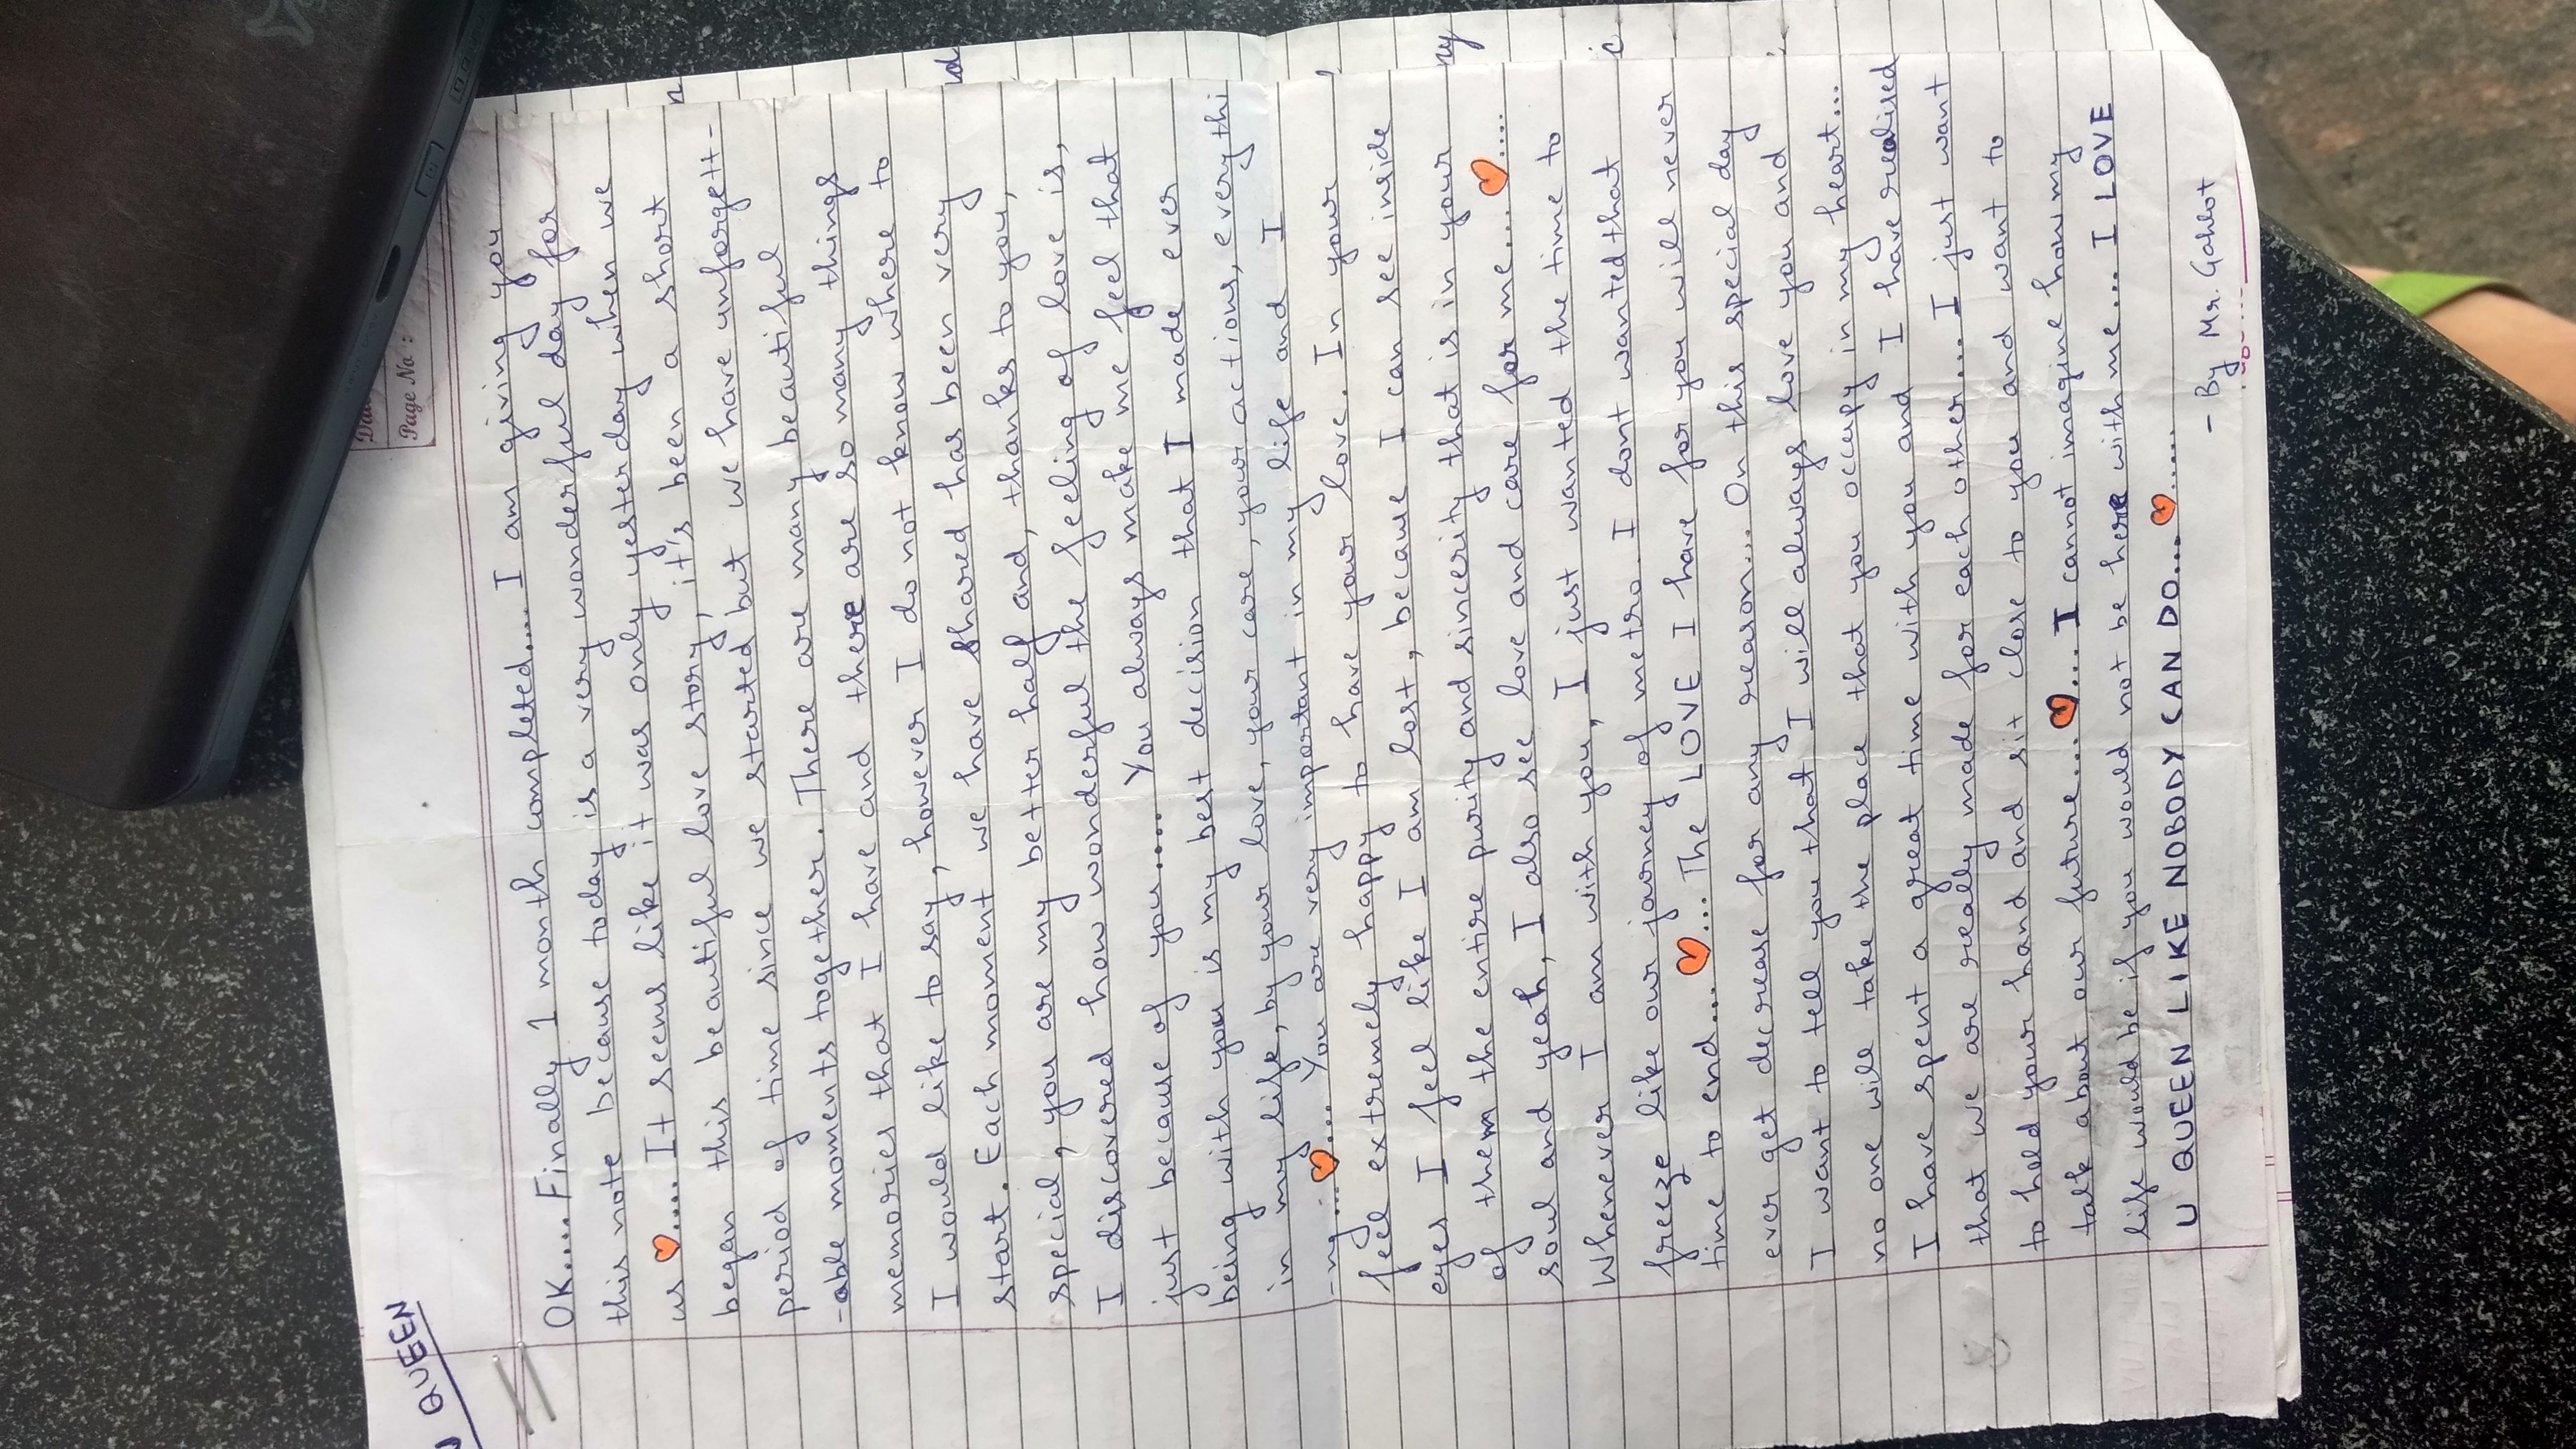 QUEEN
Page No :
OK.... Finally 1 month completed.... I am giving you
this note because today is a very wonderful day for
us ♡.... It seems like it was only yesterday when we
began this beautiful love story, it's been a short
period of time since we started but we have unforgett-
-able moments together. There are many beautiful
memories that I have and there are so many things
I would like to say, however I do not know where to
start. Each moment we have shared has been very
special, you are my better half and, thanks to you,
I discovered how wonderful the feeling of love is,
just because of you.... You always make me feel that
being with you is my best decision that I made ever
in my life, by your love, your care, your actions, everythi
-ng...♡... You are very important in my life and I
feel extremely happy to have your love. In your
eyes I feel like I am lost, because I can see inside
of them the entire purity and sincerity that is in your
soul and yeah, I also see love and care for me...♡....
Whenever I am with you, I just wanted the time to
freeze like our jouney of metro. I dont wanted that
time to end...♡... The LOVE I have for you will never
ever get decrease for any reason... On this special day
I want to tell you that I will always love you and
no one will take the place that you occupy in my heart...
I have spent a great time with you and I have realised
that we are really made for each other... I just want
to hold your hand and sit close to you and want to
talk about our future...♡... I cannot imagine how my
life would be if you would not be here with me... I LOVE
U QUEEN LIKE NOBODY CAN DO...♡.....
- By Mr. Gahlot